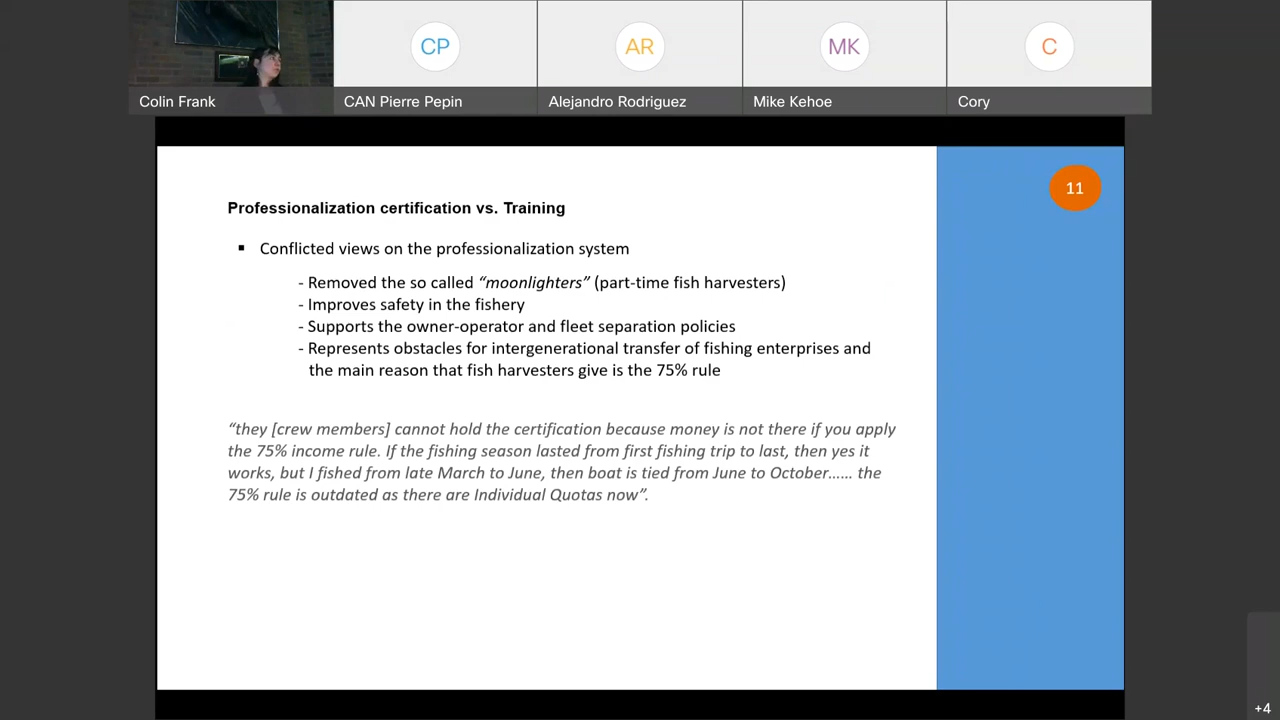 CP
AR
MK
C
Colin Frank
CAN Pierre Pepin
Alejandro Rodriguez
Mike Kehoe
Cory
11
Professionalization certification vs. Training
▪ Conflicted views on the professionalization system
- Removed the so called “moonlighters” (part-time fish harvesters)
- Improves safety in the fishery
- Supports the owner-operator and fleet separation policies
- Represents obstacles for intergenerational transfer of fishing enterprises and
the main reason that fish harvesters give is the 75% rule
“they [crew members] cannot hold the certification because money is not there if you apply
the 75% income rule. If the fishing season lasted from first fishing trip to last, then yes it
works, but I fished from late March to June, then boat is tied from June to October...... the
75% rule is outdated as there are Individual Quotas now”.
+4